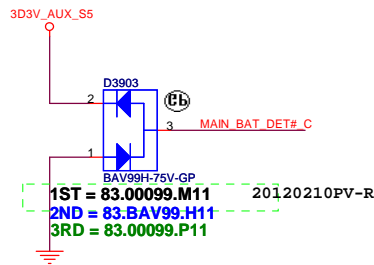 3D3V_AUX_S5
D3903
2
3
MAIN_BAT_DET#_C
1
BAV99H-75V-GP
1ST = 83.00099.M11 20120210PV-R
2ND = 83.BAV99.H11
3RD = 83.00099.P11